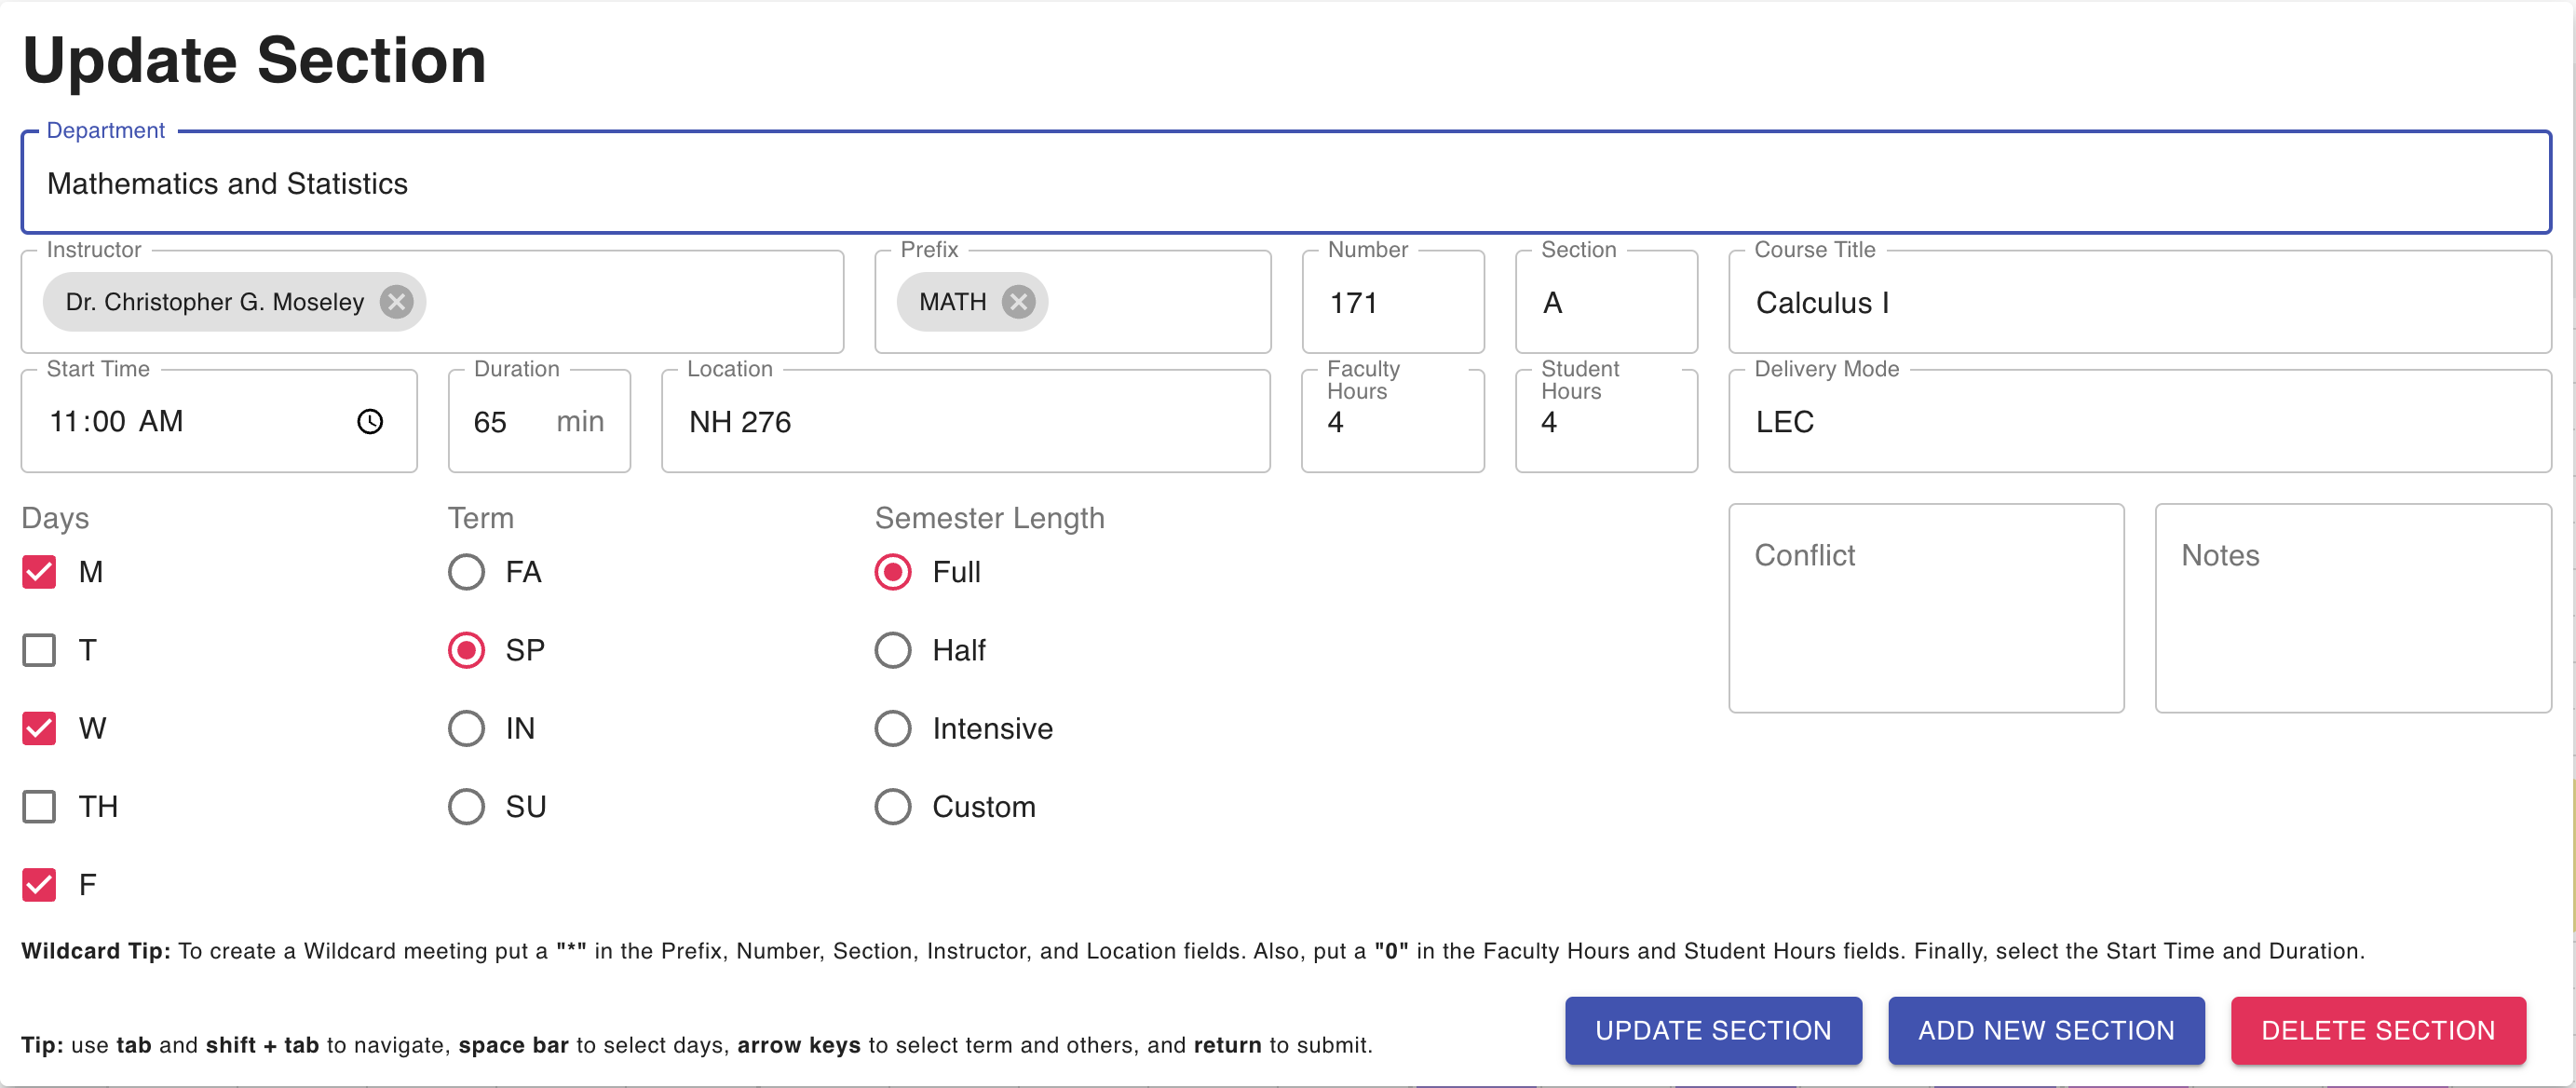 Update Section
Department
Mathematics and Statistics
Instructor
Dr. Christopher G. Moseley
Prefix
MATH
Number
171
Section
A
Course Title
Calculus I
Start Time
11:00 AM
Duration
65 min
Location
NH 276
Faculty
Hours
4
Student
Hours
4
Delivery Mode
LEC
Days
M
T
W
TH
F
Term
FA
SP
IN
SU
Semester Length
Full
Half
Intensive
Custom
Conflict
Notes
Wildcard Tip: To create a Wildcard meeting put a "*" in the Prefix, Number, Section, Instructor, and Location fields. Also, put a "0" in the Faculty Hours and Student Hours fields. Finally, select the Start Time and Duration.
Tip: use tab and shift + tab to navigate, space bar to select days, arrow keys to select term and others, and return to submit.
UPDATE SECTION
ADD NEW SECTION
DELETE SECTION